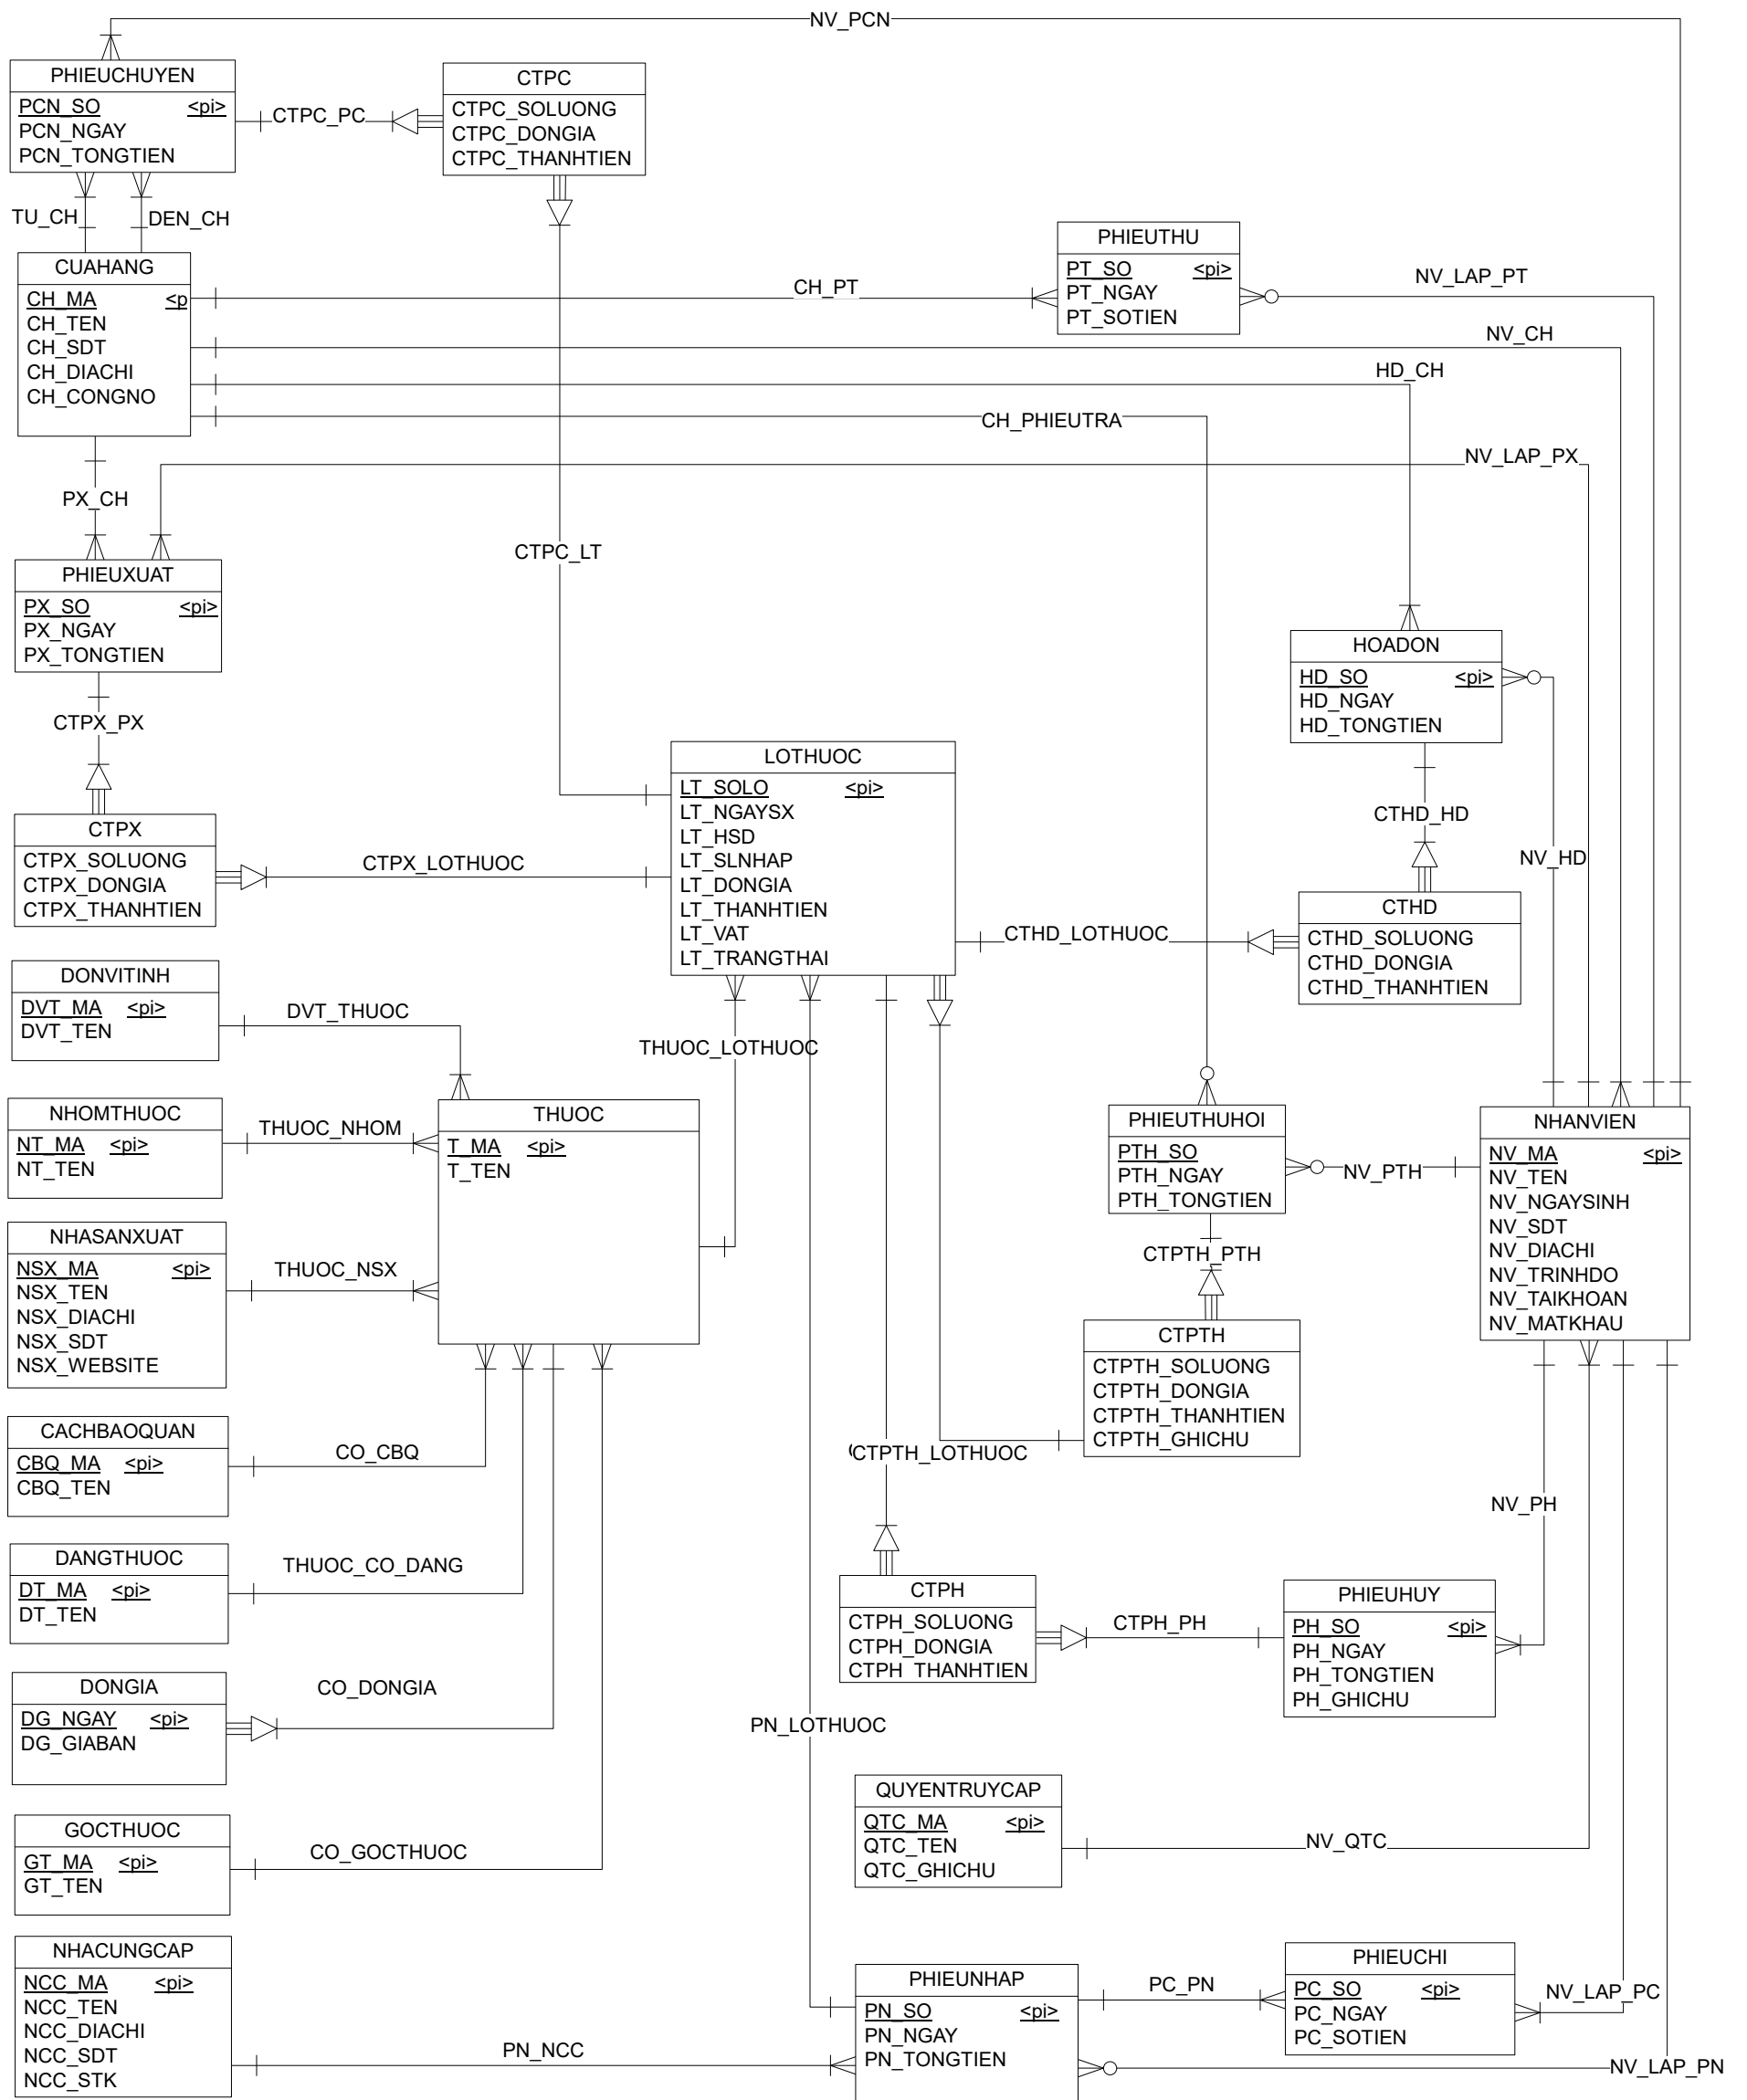 NV_PCN
PHIEUCHUYEN
PCN_SO <pi>
PCN_NGAY
PCN_TONGTIEN
CTPC_PC
CTPC
CTPC_SOLUONG
CTPC_DONGIA
CTPC_THANHTIEN
TU_CH
DEN_CH
CUAHANG
CH_MA <p
CH_TEN
CH_SDT
CH_DIACHI
CH_CONGNO
CH_PT
PHIEUTHU
PT_SO <pi>
PT_NGAY
PT_SOTIEN
NV_LAP_PT
NV_CH
HD_CH
CH_PHIEUTRA
NV_LAP_PX
PX_CH
CTPC_LT
PHIEUXUAT
PX_SO <pi>
PX_NGAY
PX_TONGTIEN
CTPX_PX
HOADON
HD_SO <pi>
HD_NGAY
HD_TONGTIEN
CTHD_HD
NV_HD
CTPX
CTPX_SOLUONG
CTPX_DONGIA
CTPX_THANHTIEN
CTPX_LOTHUOC
LOTHUOC
LT_SOLO <pi>
LT_NGAYSX
LT_HSD
LT_SLNHAP
LT_DONGIA
LT_THANHTIEN
LT_VAT
LT_TRANGTHAI
CTHD_LOTHUOC
CTHD
CTHD_SOLUONG
CTHD_DONGIA
CTHD_THANHTIEN
DONVITINH
DVT_MA <pi>
DVT_TEN
DVT_THUOC
THUOC_LOTHUOC
NHOMTHUOC
NT_MA <pi>
NT_TEN
THUOC_NHOM
THUOC
T_MA <pi>
T_TEN
PHIEUTHUHOI
PTH_SO
PTH_NGAY
PTH_TONGTIEN
NV_PTH
NHANVIEN
NV_MA <pi>
NV_TEN
NV_NGAYSINH
NV_SDT
NV_DIACHI
NV_TRINHDO
NV_TAIKHOAN
NV_MATKHAU
NHASANXUAT
NSX_MA <pi>
NSX_TEN
NSX_DIACHI
NSX_SDT
NSX_WEBSITE
THUOC_NSX
CTPTH_PTH
CTPTH
CTPTH_SOLUONG
CTPTH_DONGIA
CTPTH_THANHTIEN
CTPTH_GHICHU
CACHBAOQUAN
CBQ_MA <pi>
CBQ_TEN
CO_CBQ
CTPTH_LOTHUOC
NV_PH
DANGTHUOC
DT_MA <pi>
DT_TEN
THUOC_CO_DANG
CTPH
CTPH_SOLUONG
CTPH_DONGIA
CTPH_THANHTIEN
CTPH_PH
PHIEUHUY
PH_SO <pi>
PH_NGAY
PH_TONGTIEN
PH_GHICHU
DONGIA
DG_NGAY <pi>
DG_GIABAN
CO_DONGIA
PN_LOTHUOC
QUYENTRUYCAP
QTC_MA <pi>
QTC_TEN
QTC_GHICHU
NV_QTC
GOCTHUOC
GT_MA <pi>
GT_TEN
CO_GOCTHUOC
NHACUNGCAP
NCC_MA <pi>
NCC_TEN
NCC_DIACHI
NCC_SDT
NCC_STK
PN_NCC
PHIEUNHAP
PN_SO <pi>
PN_NGAY
PN_TONGTIEN
PC_PN
PHIEUCHI
PC_SO <pi>
PC_NGAY
PC_SOTIEN
NV_LAP_PC
NV_LAP_PN